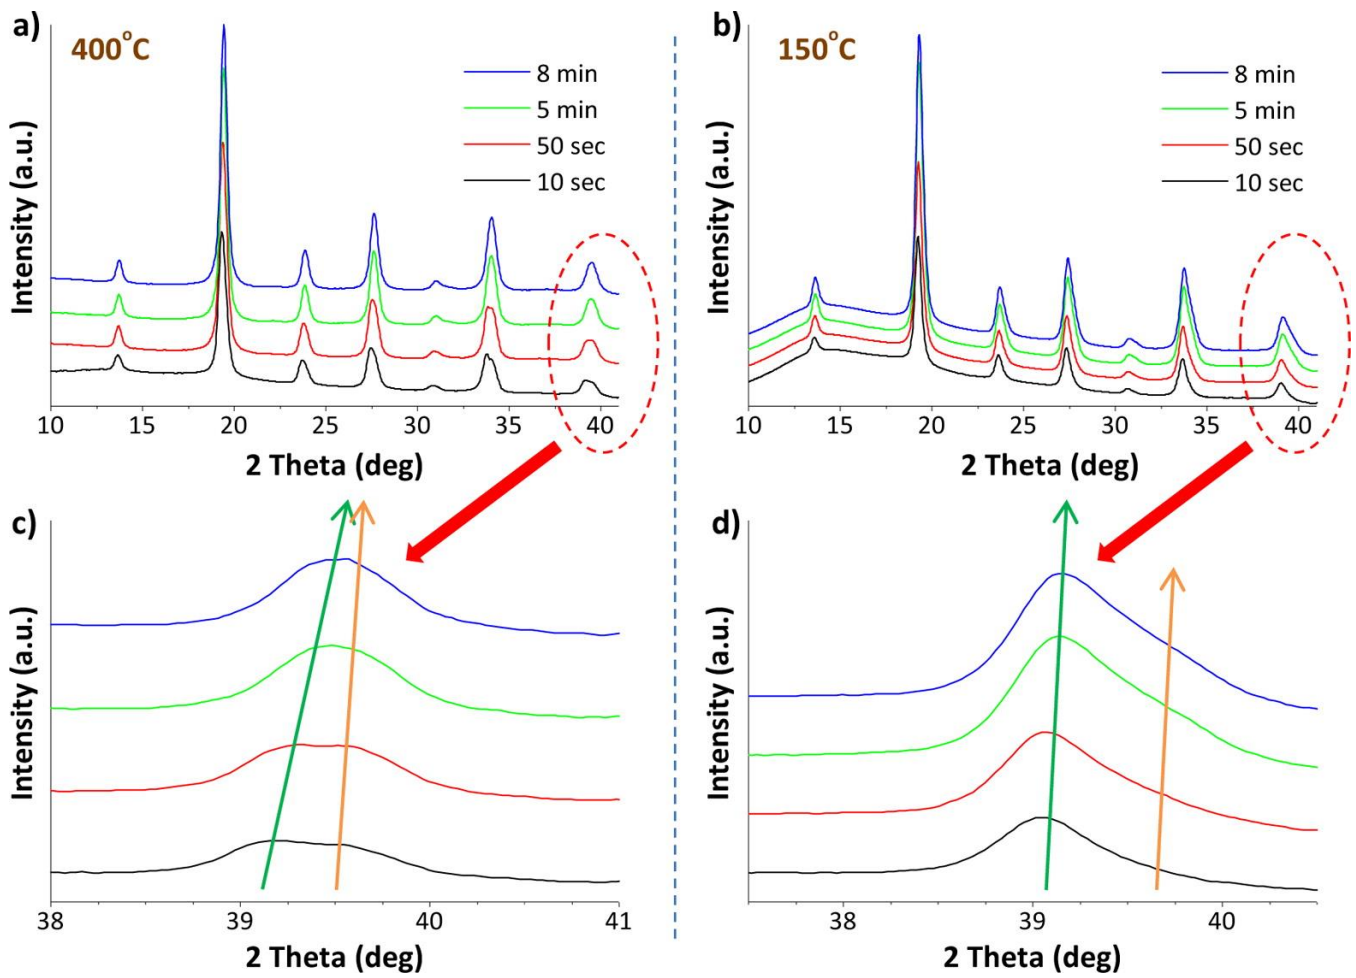 a)
400°C
8 min
5 min
50 sec
10 sec
Intensity (a.u.)
10 15 20 25 30 35 40
2 Theta (deg)
b)
150°C
8 min
5 min
50 sec
10 sec
Intensity (a.u.)
10 15 20 25 30 35 40
2 Theta (deg)
c)
Intensity (a.u.)
38 39 40 41
2 Theta (deg)
d)
Intensity (a.u.)
38 39 40
2 Theta (deg)